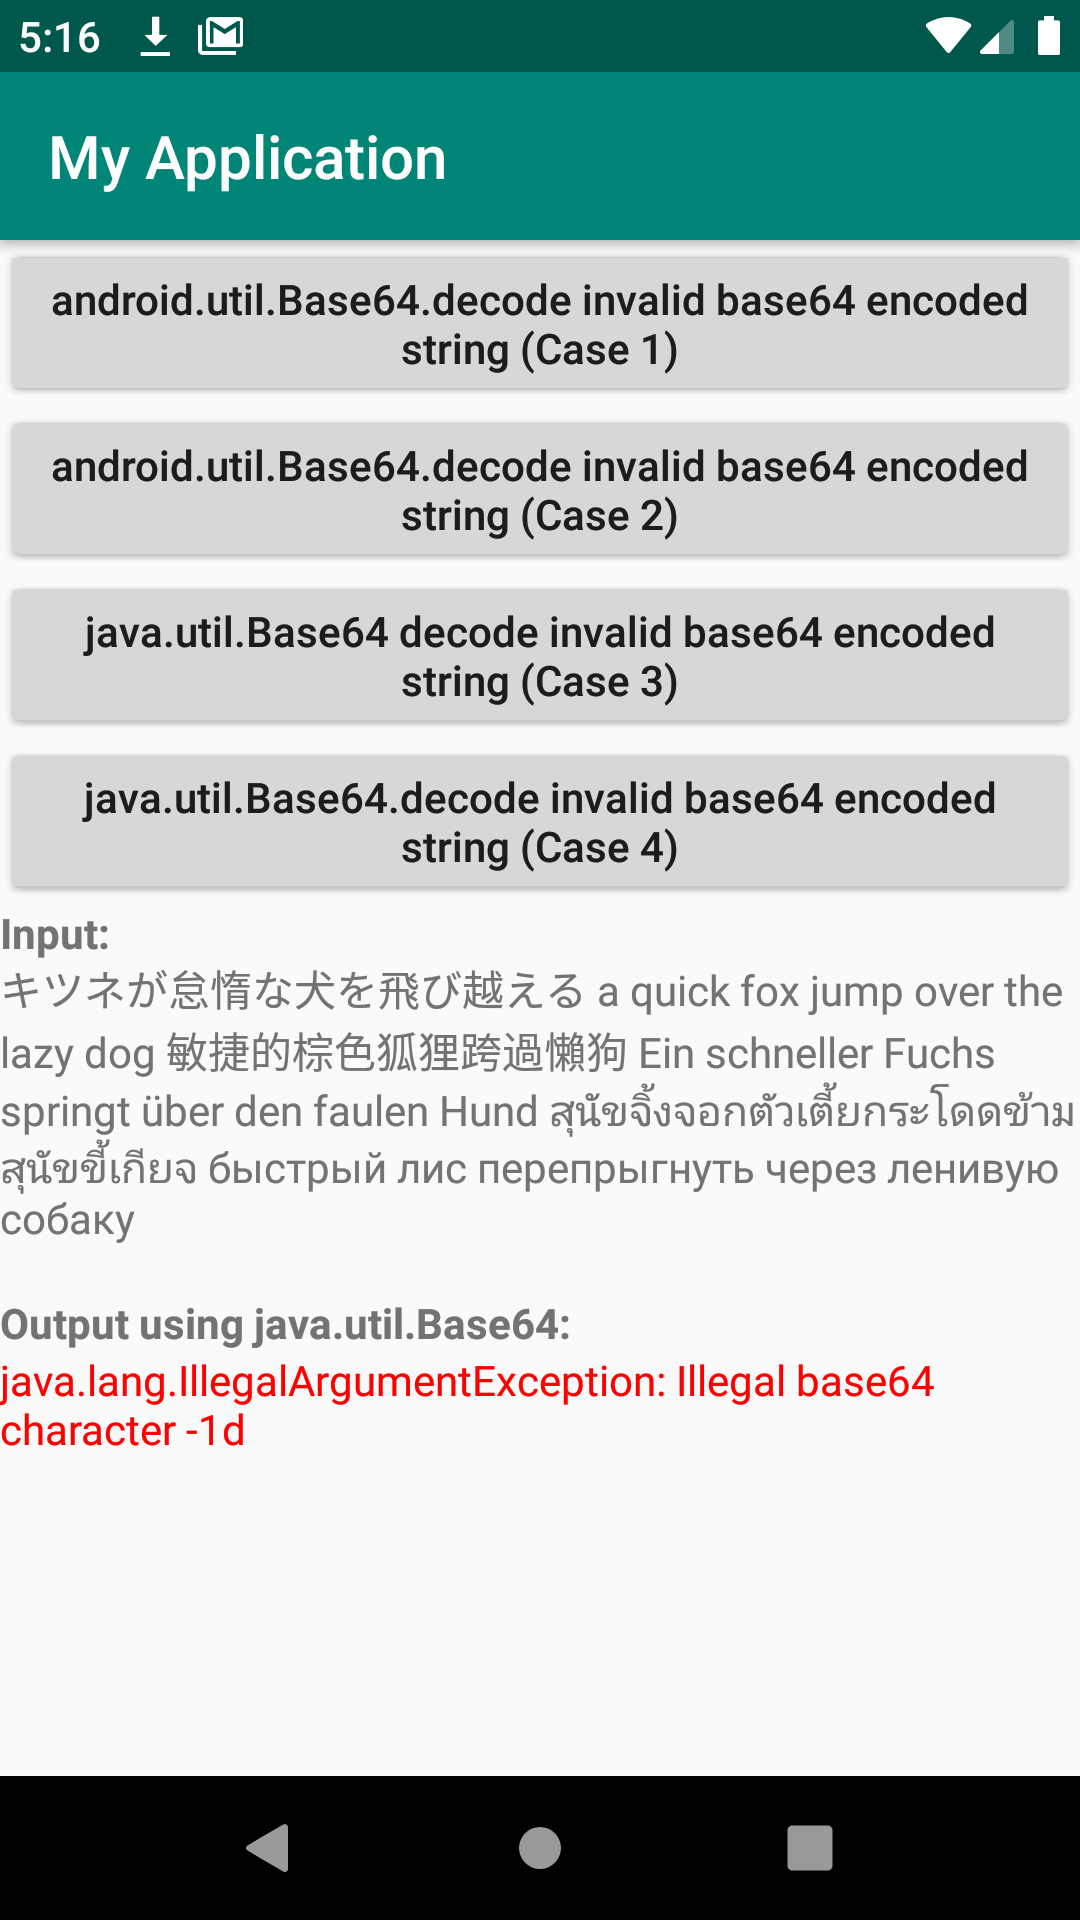 5:16
My Application
android.util.Base64.decode invalid base64 encoded
string (Case 1)
android.util.Base64.decode invalid base64 encoded
string (Case 2)
java.util.Base64 decode invalid base64 encoded
string (Case 3)
java.util.Base64.decode invalid base64 encoded
string (Case 4)
Input:
キツネが怠惰な犬を飛び越える a quick fox jump over the
lazy dog 敏捷的棕色狐狸跨過懶狗 Ein schneller Fuchs
springt über den faulen Hund สุนัขจิ้งจอกตัวเตี้ยกระโดดข้าม
สุนัขขี้เกียจ быстрый лис перепрыгнуть через ленивую
собаку
Output using java.util.Base64:
java.lang.IllegalArgumentException: Illegal base64
character -1d